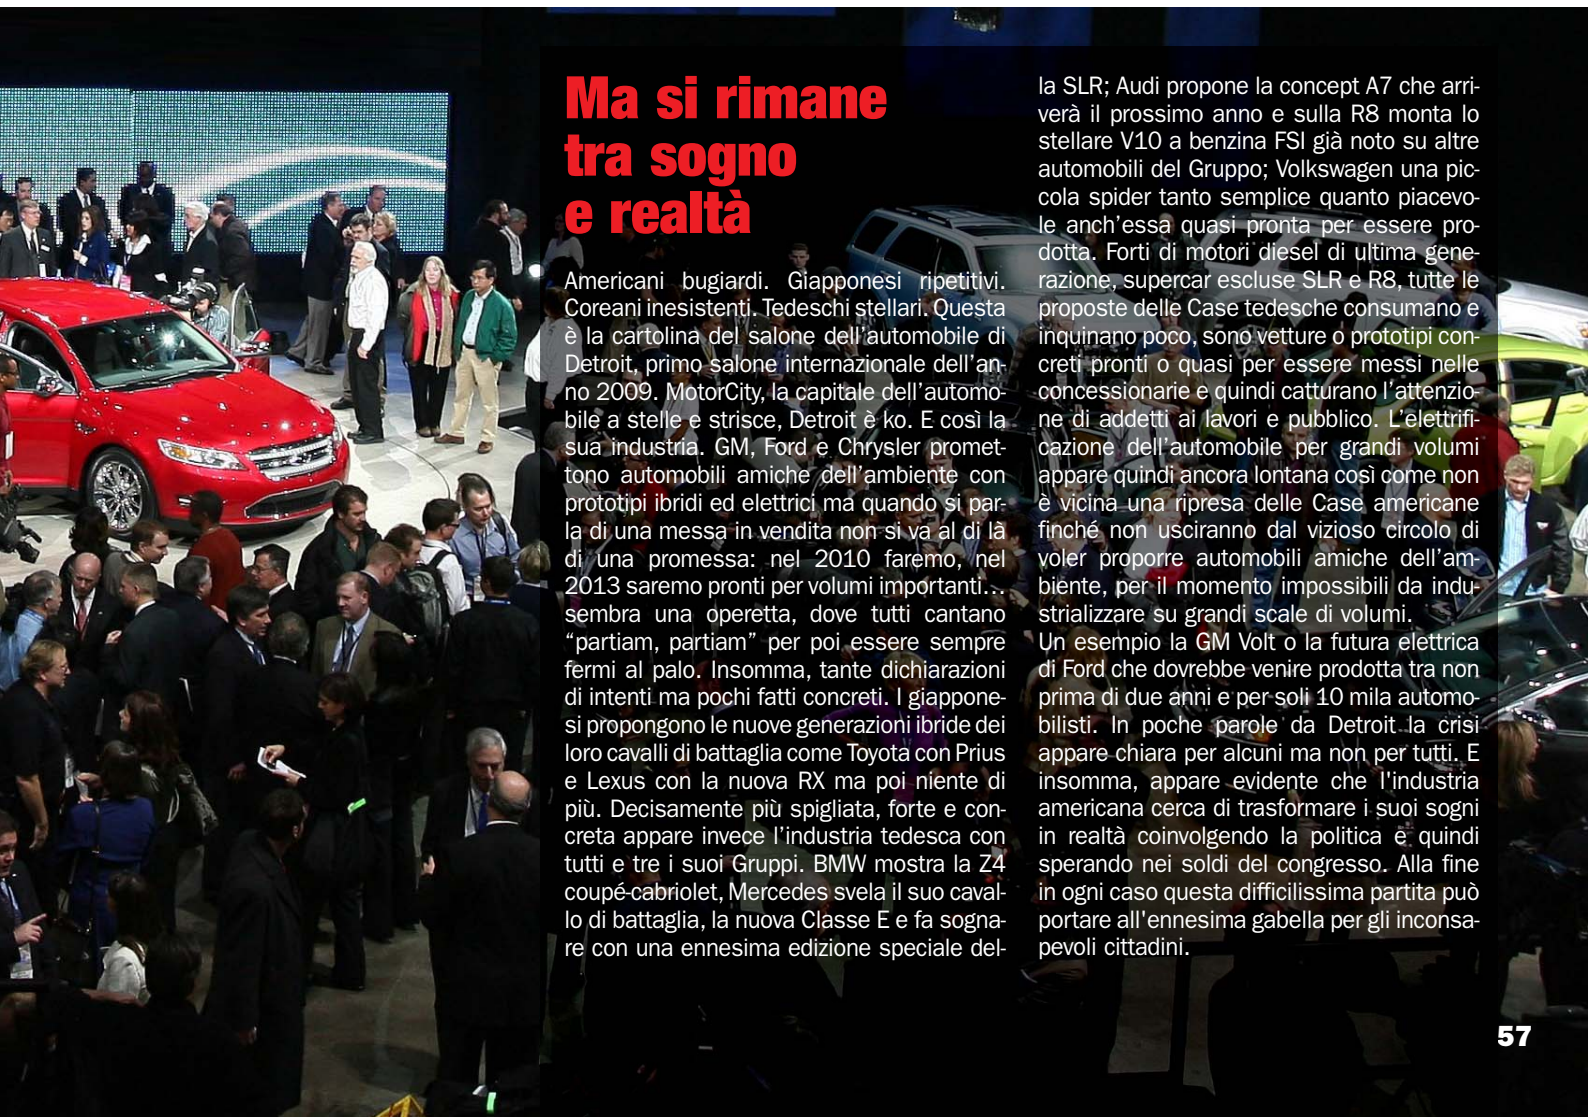 Ma si rimane
tra sogno
e realtà
Americani bugiardi. Giapponesi ripetitivi.
Coreani inesistenti. Tedeschi stellari. Questa
è la cartolina del salone dell'automobile di
Detroit, primo salone internazionale dell'an-
no 2009. MotorCity, la capitale dell'automo-
bile a stelle e strisce, Detroit è ko. E così la
sua industria. GM, Ford e Chrysler promet-
tono automobili amiche dell'ambiente con
prototipi ibridi ed elettrici ma quando si par-
la di una messa in vendita non si va al di là
di una promessa: nel 2010 faremo, nel
2013 saremo pronti per volumi importanti…
sembra una operetta, dove tutti cantano
“partiam, partiam” per poi essere sempre
fermi al palo. Insomma, tante dichiarazioni
di intenti ma pochi fatti concreti. I giappone-
si propongono le nuove generazioni ibride dei
loro cavalli di battaglia come Toyota con Prius
e Lexus con la nuova RX ma poi niente di
più. Decisamente più spigliata, forte e con-
creta appare invece l'industria tedesca con
tutti e tre i suoi Gruppi. BMW mostra la Z4
coupé-cabriolet, Mercedes svela il suo caval-
lo di battaglia, la nuova Classe E e fa sogna-
re con una ennesima edizione speciale del-
la SLR; Audi propone la concept A7 che arri-
verà il prossimo anno e sulla R8 monta lo
stellare V10 a benzina FSI già noto su altre
automobili del Gruppo; Volkswagen una pic-
cola spider tanto semplice quanto piacevo-
le anch'essa quasi pronta per essere pro-
dotta. Forti di motori diesel di ultima gene-
razione, supercar escluse SLR e R8, tutte le
proposte delle Case tedesche consumano e
inquinano poco, sono vetture o prototipi con-
creti pronti o quasi per essere messi nelle
concessionarie e quindi catturano l'attenzio-
ne di addetti ai lavori e pubblico. L'elettrifi-
cazione dell'automobile per grandi volumi
appare quindi ancora lontana così come non
è vicina una ripresa delle Case americane
finché non usciranno dal vizioso circolo di
voler proporre automobili amiche dell'am-
biente, per il momento impossibili da indu-
strializzare su grandi scale di volumi.
Un esempio la GM Volt o la futura elettrica
di Ford che dovrebbe venire prodotta tra non
prima di due anni e per soli 10 mila automo-
bilisti. In poche parole da Detroit la crisi
appare chiara per alcuni ma non per tutti. E
insomma, appare evidente che l'industria
americana cerca di trasformare i suoi sogni
in realtà coinvolgendo la politica e quindi
sperando nei soldi del congresso. Alla fine
in ogni caso questa difficilissima partita può
portare all'ennesima gabella per gli inconsa-
pevoli cittadini.
57